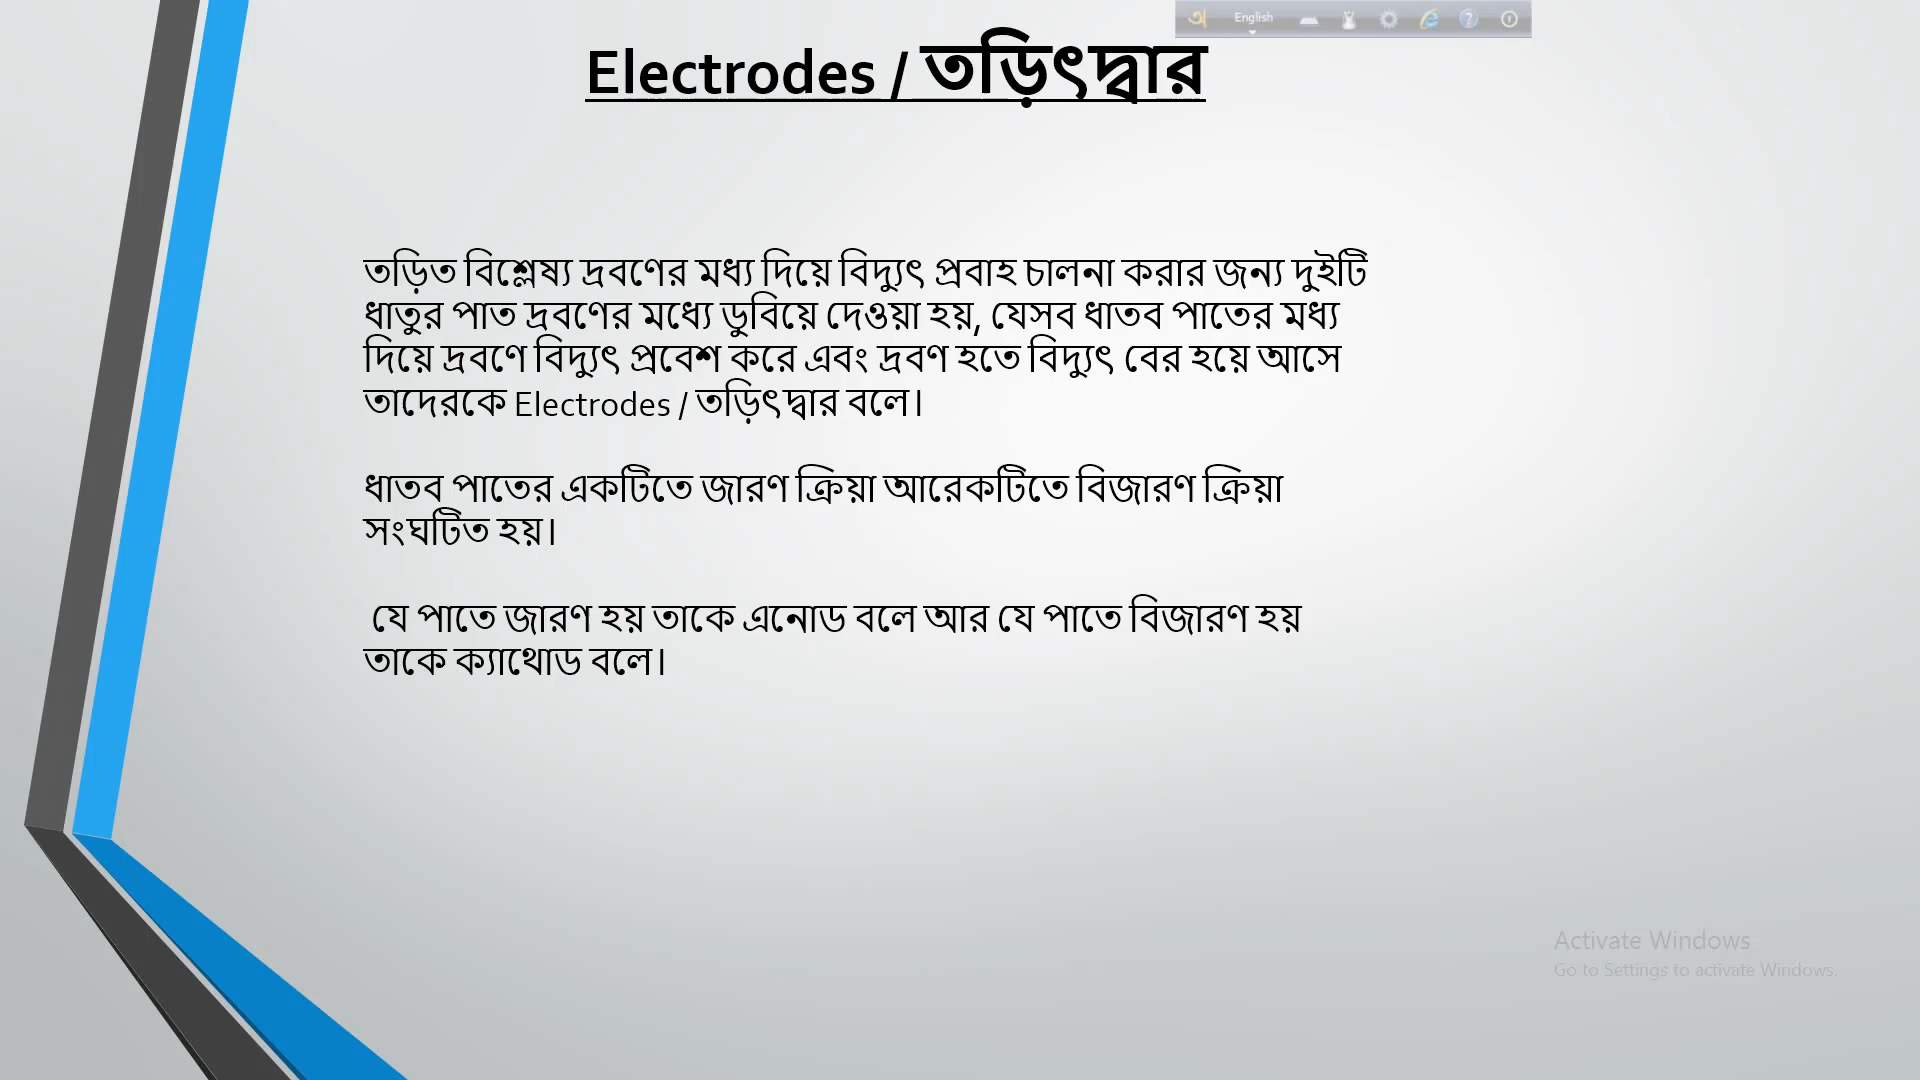 English
Electrodes / তড়িৎদ্বার
তড়িত বিশ্লেষ্য দ্রবণের মধ্য দিয়ে বিদ্যুৎ প্রবাহ চালনা করার জন্য দুইটি
ধাতুর পাত দ্রবণের মধ্যে ডুবিয়ে দেওয়া হয়, যেসব ধাতব পাতের মধ্য
দিয়ে দ্রবণে বিদ্যুৎ প্রবেশ করে এবং দ্রবণ হতে বিদ্যুৎ বের হয়ে আসে
তাদেরকে Electrodes / তড়িৎদ্বার বলে।
ধাতব পাতের একটিতে জারণ ক্রিয়া আরেকটিতে বিজারণ ক্রিয়া
সংঘটিত হয়।
যে পাতে জারণ হয় তাকে এনোড বলে আর যে পাতে বিজারণ হয়
তাকে ক্যাথোড বলে।
Activate Windows
Go to Settings to activate Windows.